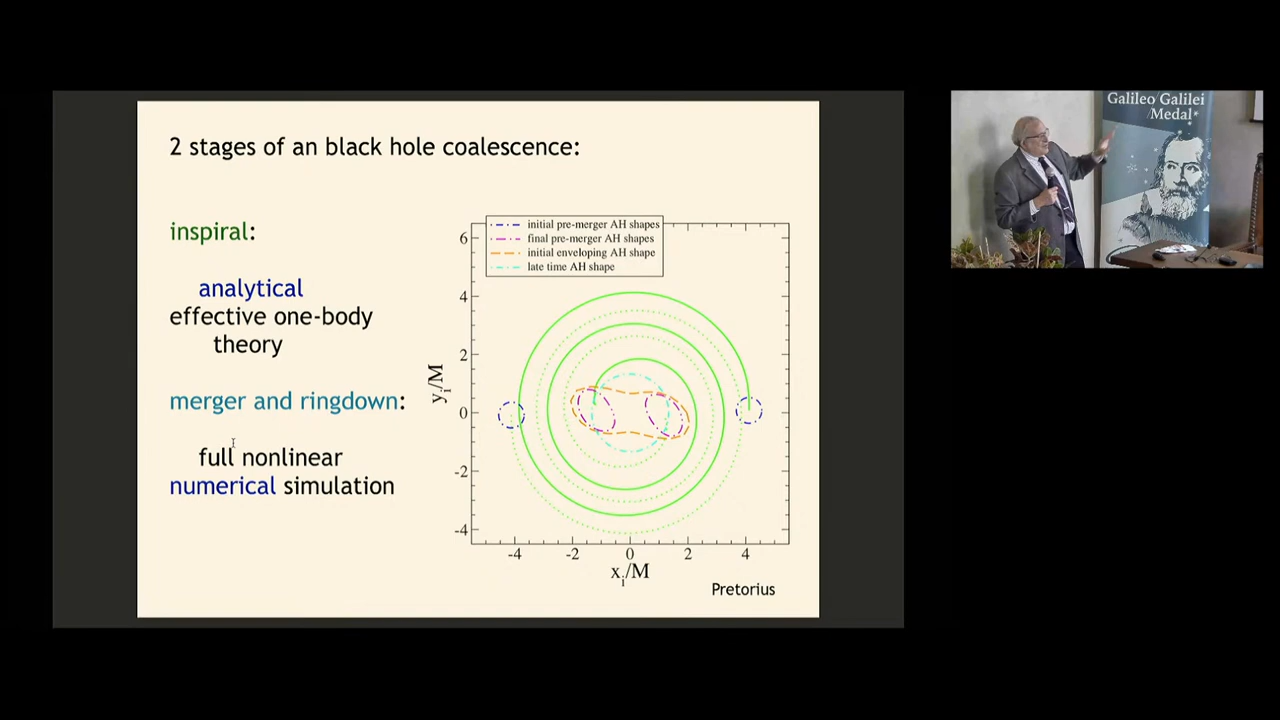 2 stages of an black hole coalescence:
inspiral:
analytical
effective one-body
theory
merger and ringdown:
full nonlinear
numerical simulation
initial pre-merger AH shapes
final pre-merger AH shapes
initial enveloping AH shape
late time AH shape
6
4
2
0
-2
-4
y_i/M
-4 -2 0 2 4
x_i/M
Pretorius
Galileo Galilei
Medal*